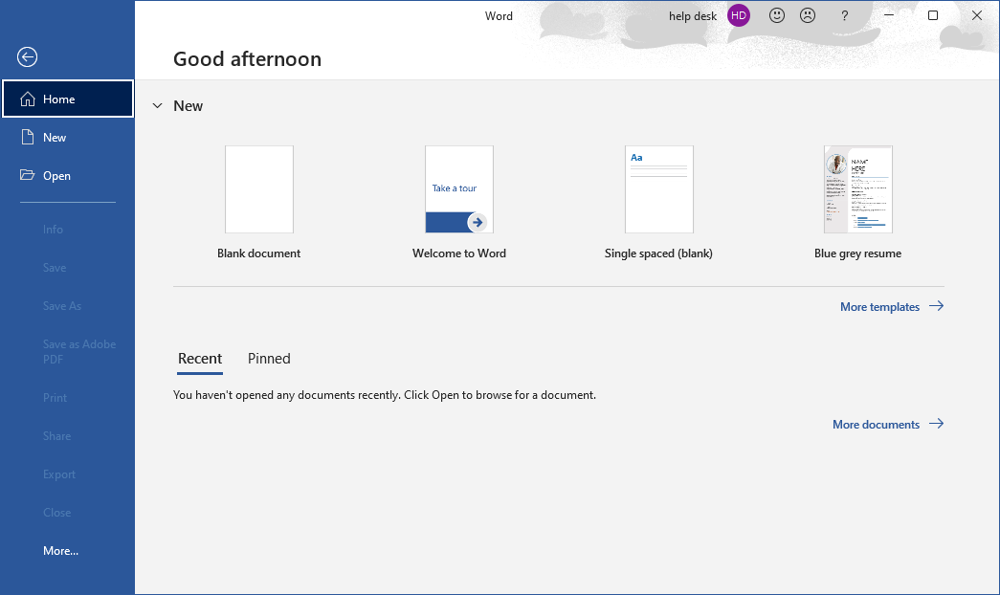 Word
help desk
HD
?
Good afternoon
Home
New
Open
Info
Save
Save As
Save as Adobe
PDF
Print
Share
Export
Close
More...
New
Take a tour
Aa
NAME
HERE
Blank document
Welcome to Word
Single spaced (blank)
Blue grey resume
More templates
Recent
Pinned
You haven't opened any documents recently. Click Open to browse for a document.
More documents